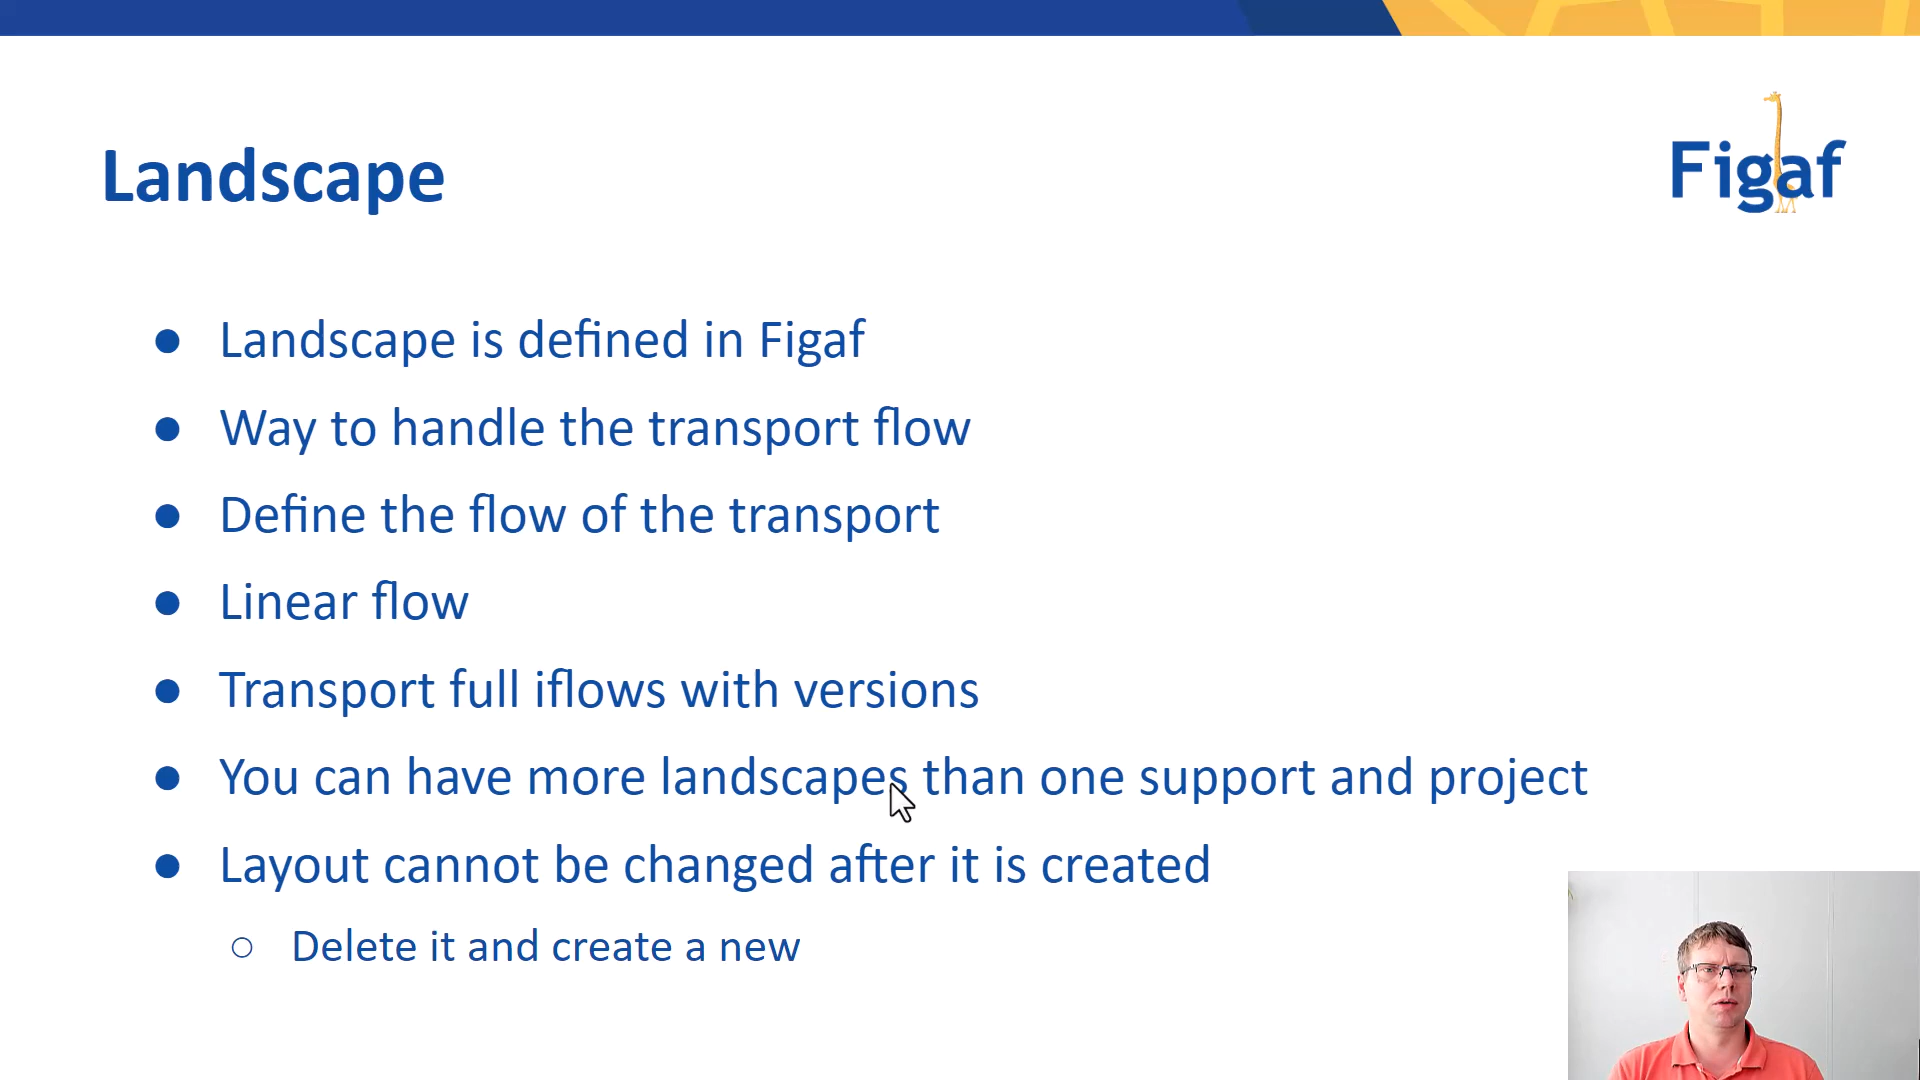 Landscape
Figaf
Landscape is defined in Figaf
Way to handle the transport flow
Define the flow of the transport
Linear flow
Transport full iflows with versions
You can have more landscapes than one support and project
Layout cannot be changed after it is created
Delete it and create a new